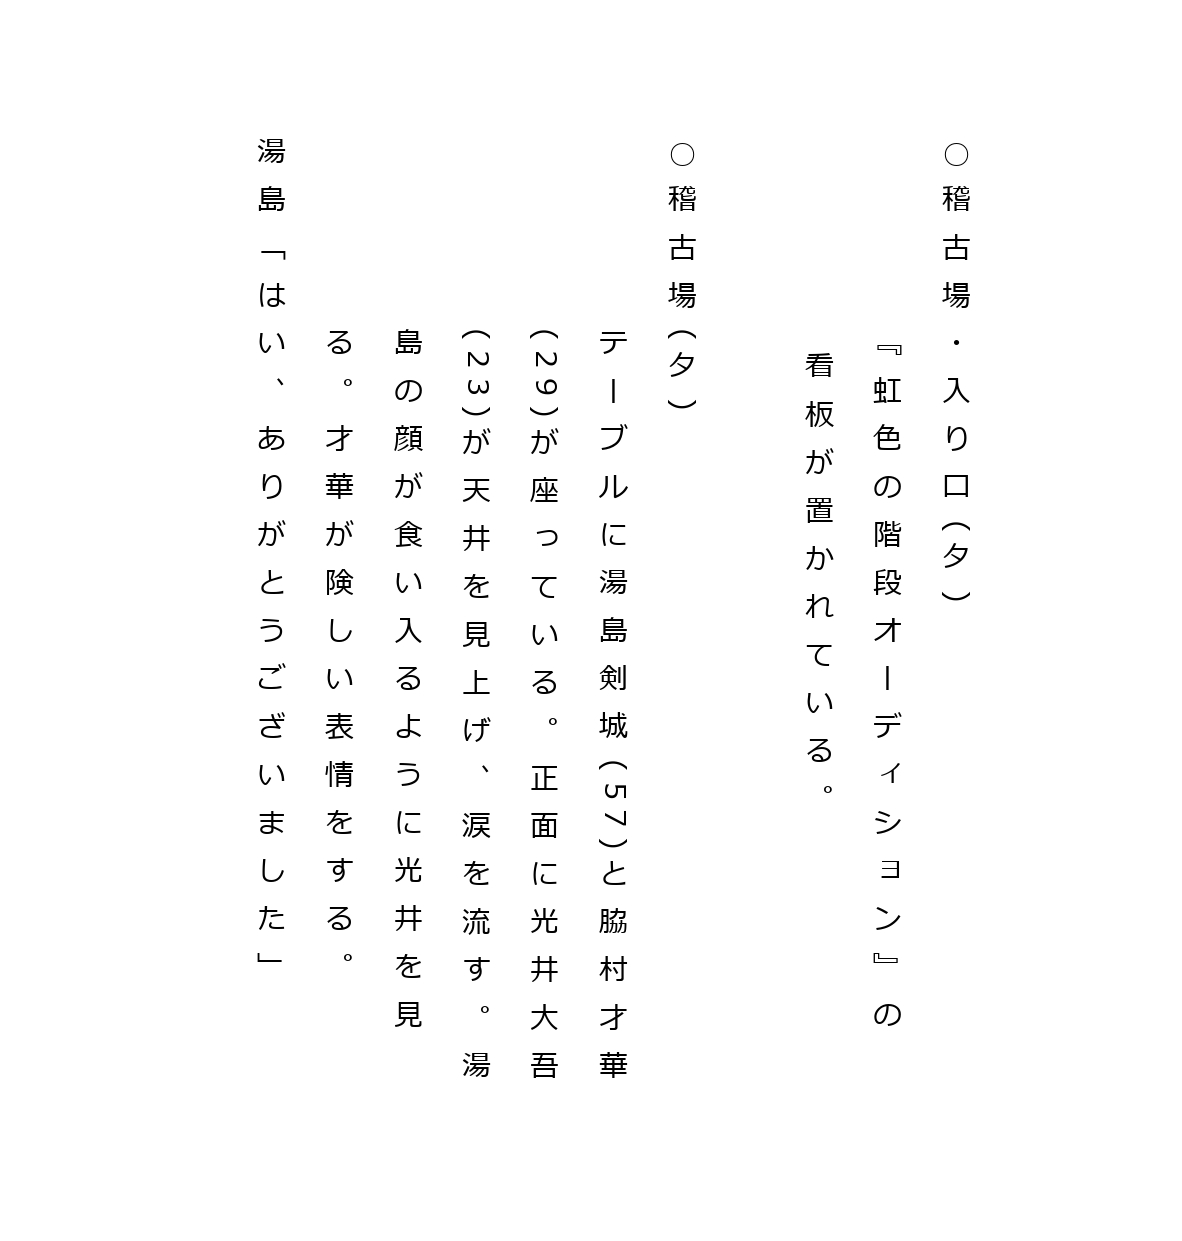 ○稽古場・入り口(夕)
『虹色の階段オーディション』の
看板が置かれている。
○稽古場(夕)
テーブルに湯島剣城(57)と脇村才華
(29)が座っている。正面に光井大吾
(23)が天井を見上げ、涙を流す。湯
島の顔が食い入るように光井を見
る。才華が険しい表情をする。
湯島「はい、ありがとうございました」